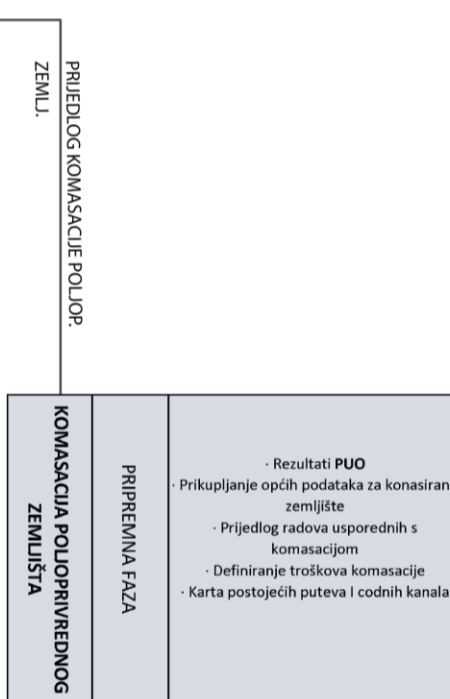 PRIJEDLOG KOMASACIJE POLJOP.
ZEMLJ.
KOMASACIJA POLJOPRIVREDNOG
ZEMLJIŠTA
PRIPREMNA FAZA
· Rezultati PUO
· Prikupljanje općih podataka za konasiran
zemljište
· Prijedlog radova usporednih s
komasacijom
· Definiranje troškova komasacije
· Karta postojećih puteva I codnih kanala